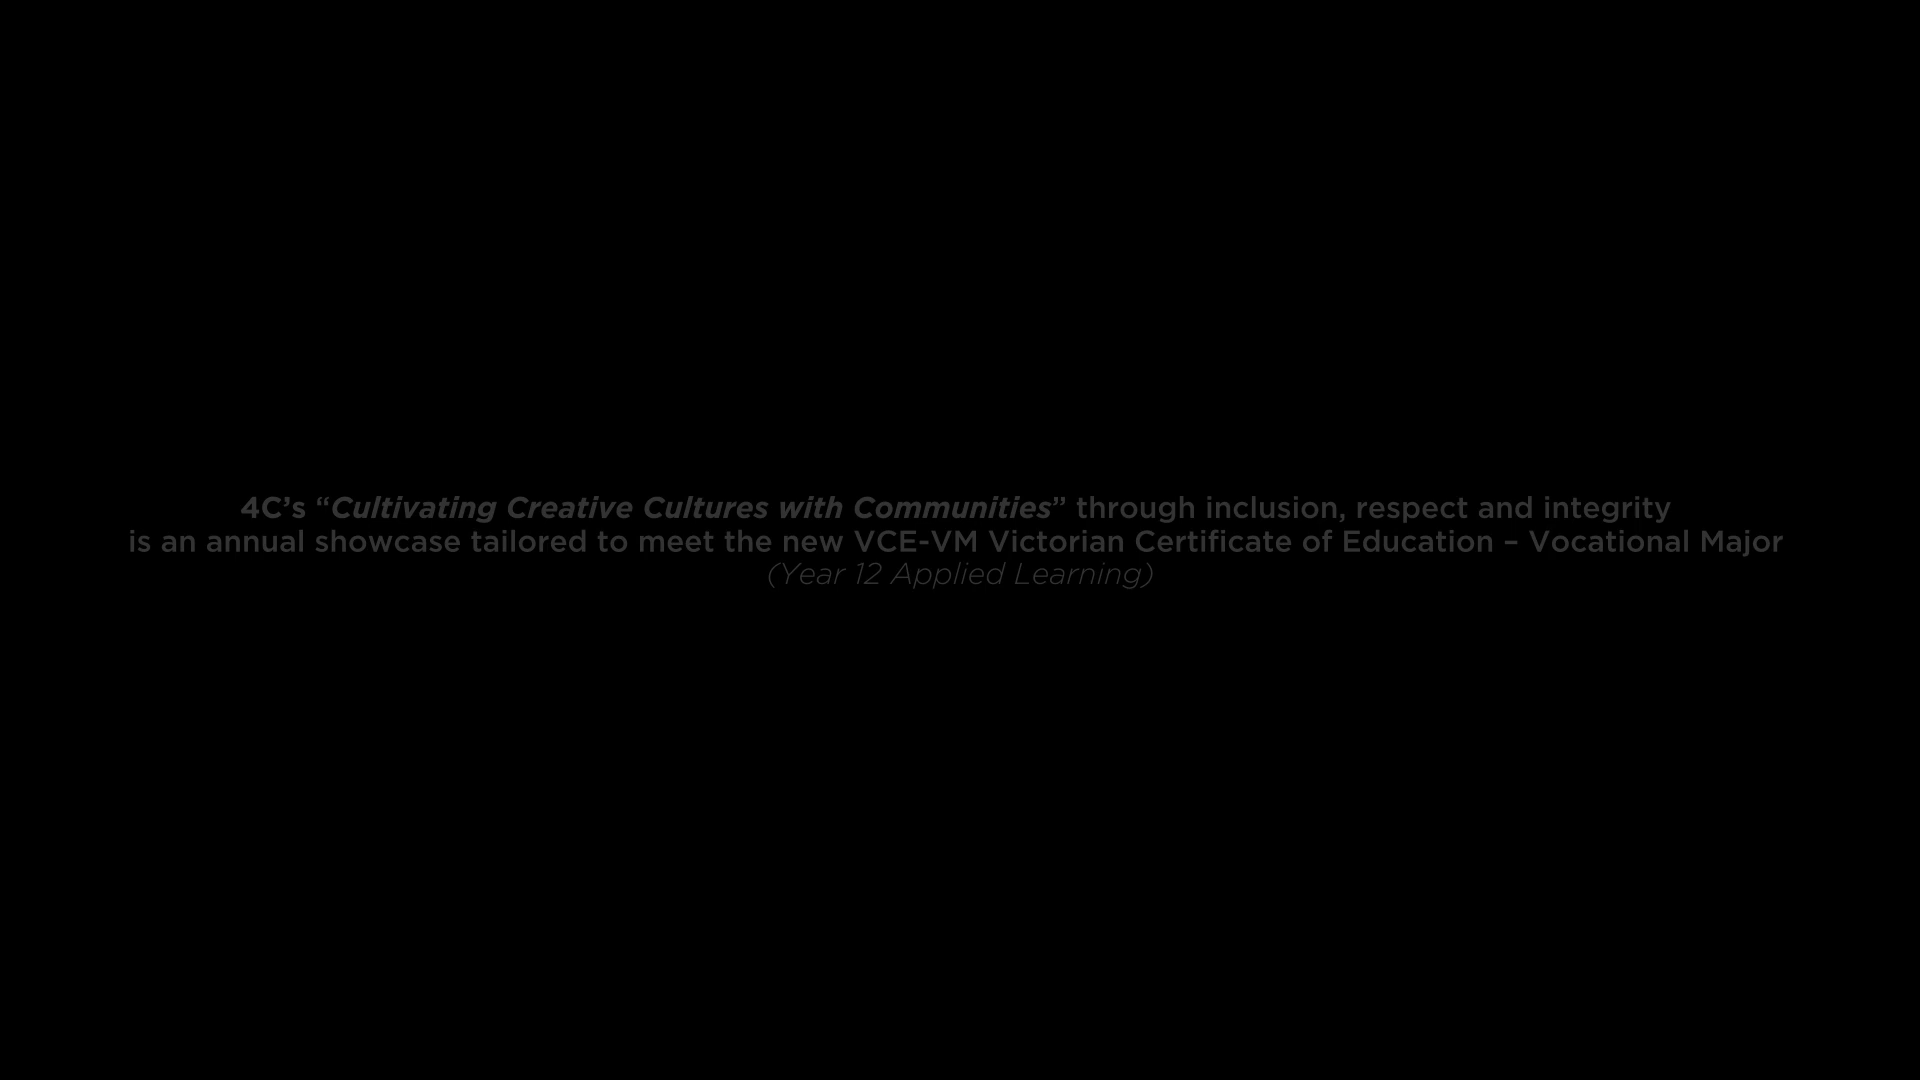 4C’s “Cultivating Creative Cultures with Communities” through inclusion, respect and integrity
is an annual showcase tailored to meet the new VCE-VM Victorian Certificate of Education – Vocational Major
(Year 12 Applied Learning)